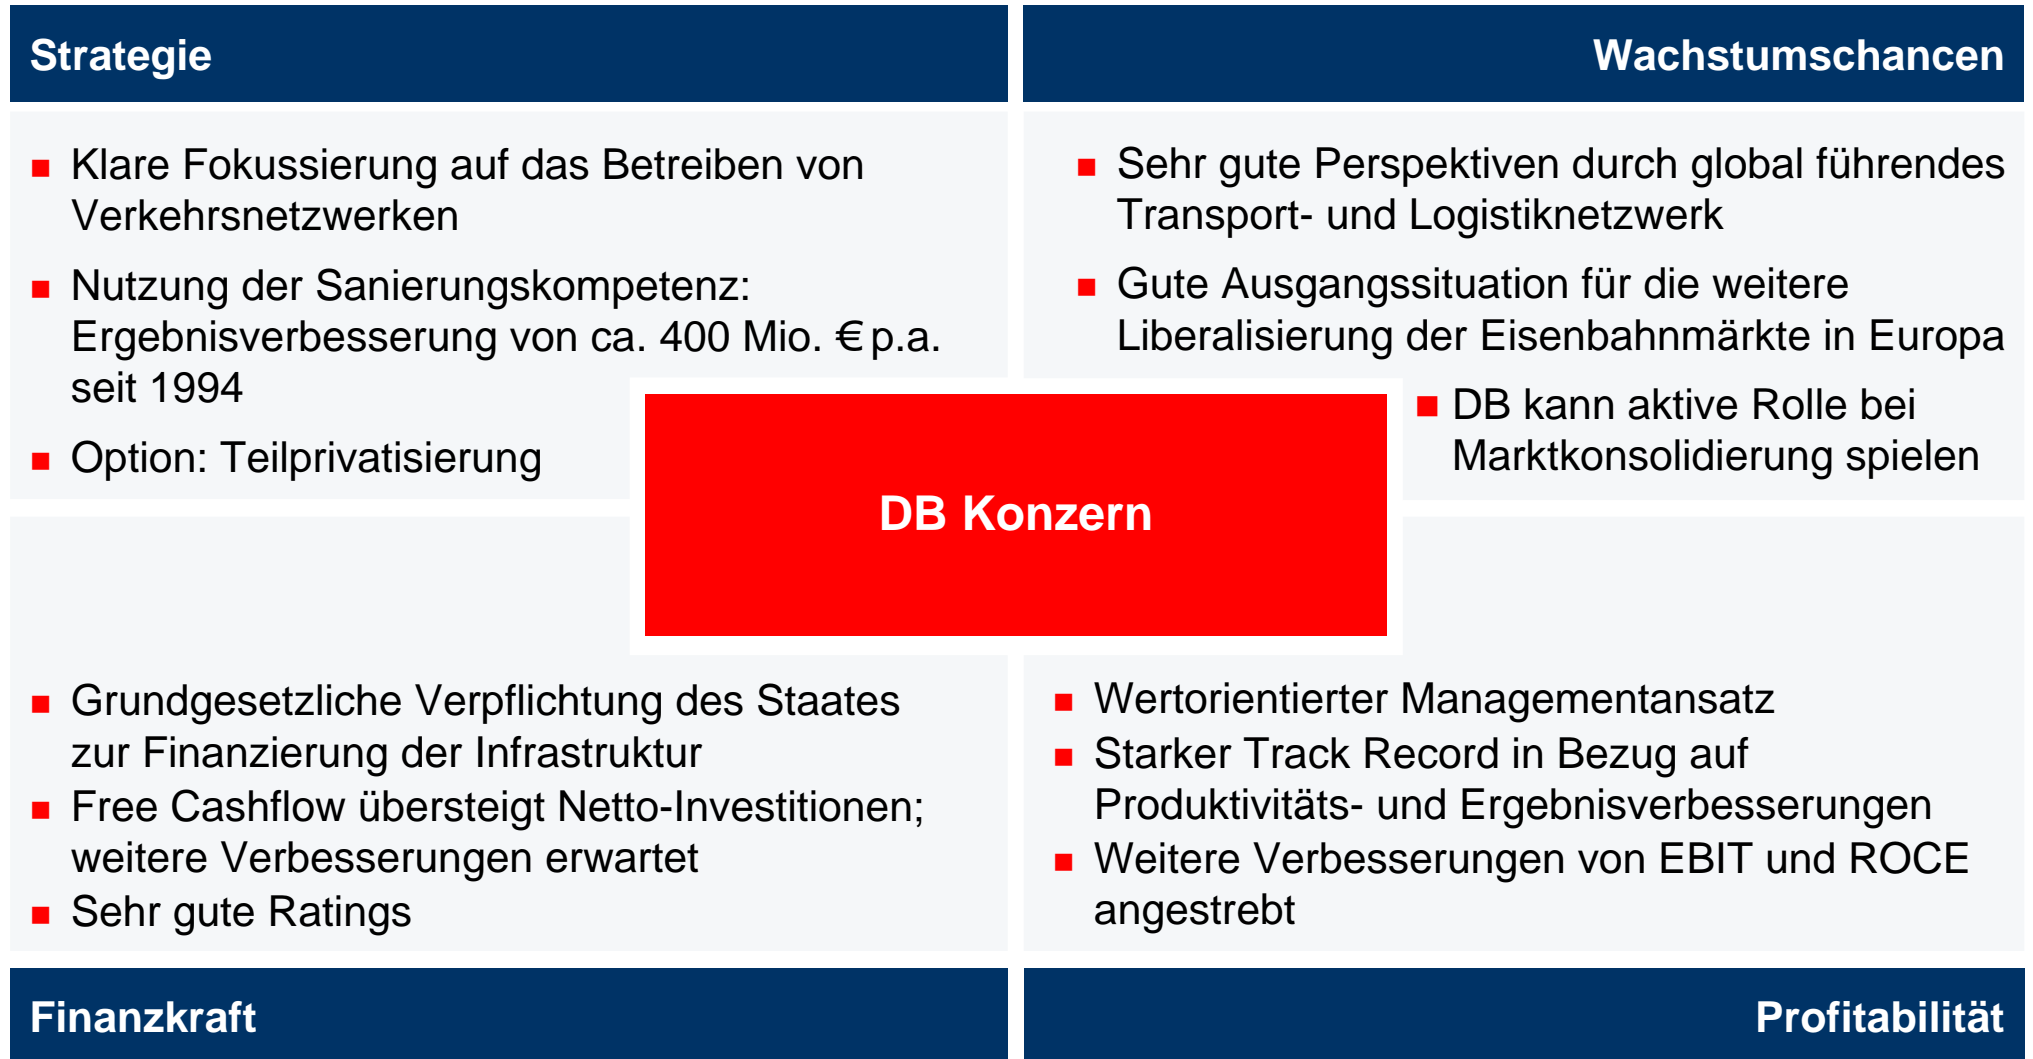 Strategie
Klare Fokussierung auf das Betreiben von
Verkehrsnetzwerken
Nutzung der Sanierungskompetenz:
Ergebnisverbesserung von ca. 400 Mio. € p.a.
seit 1994
Option: Teilprivatisierung
Wachstumschancen
Sehr gute Perspektiven durch global führendes
Transport- und Logistiknetzwerk
Gute Ausgangssituation für die weitere
Liberalisierung der Eisenbahnmärkte in Europa
DB kann aktive Rolle bei
Marktkonsolidierung spielen
DB Konzern
Grundgesetzliche Verpflichtung des Staates
zur Finanzierung der Infrastruktur
Free Cashflow übersteigt Netto-Investitionen;
weitere Verbesserungen erwartet
Sehr gute Ratings
Finanzkraft
Wertorientierter Managementansatz
Starker Track Record in Bezug auf
Produktivitäts- und Ergebnisverbesserungen
Weitere Verbesserungen von EBIT und ROCE
angestrebt
Profitabilität